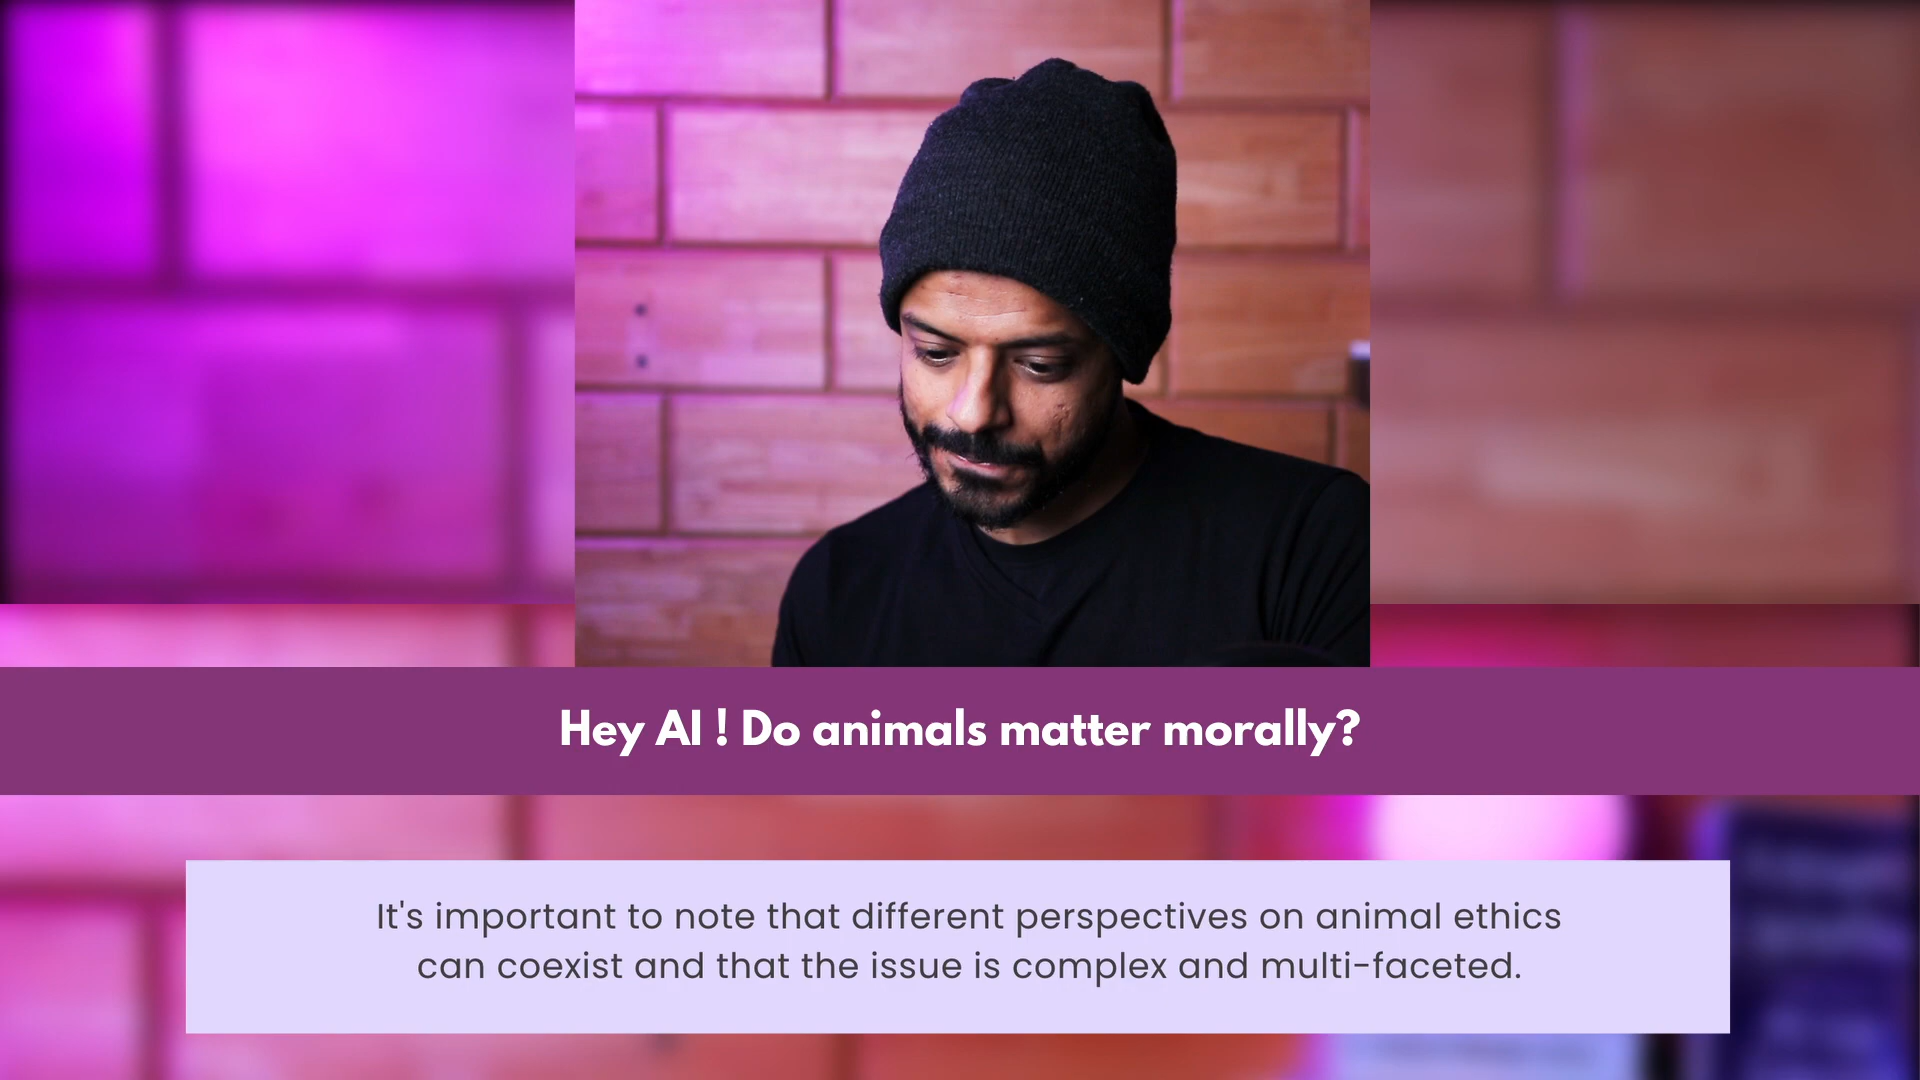 Hey AI ! Do animals matter morally?
It's important to note that different perspectives on animal ethics
can coexist and that the issue is complex and multi-faceted.